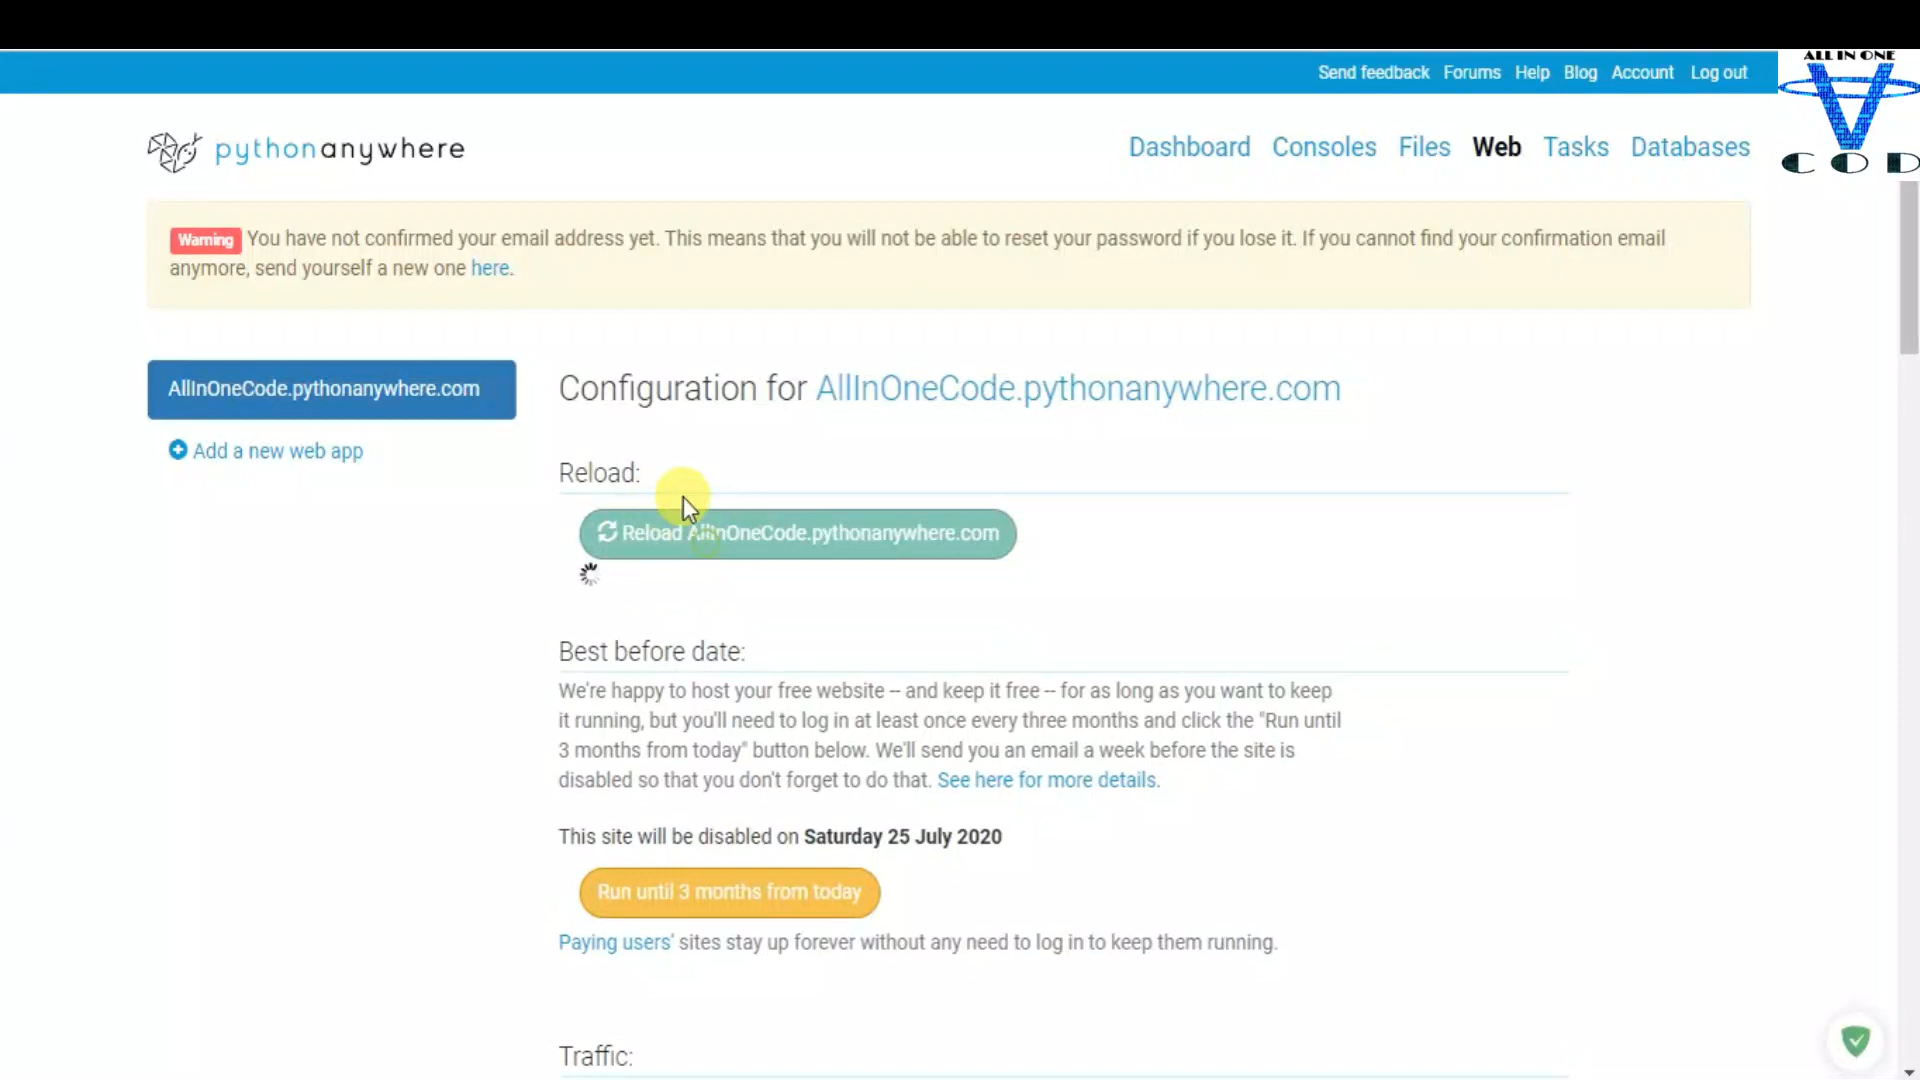 ALL IN ONE
Send feedback Forums Help Blog Account Log out
pythonanywhere
Dashboard Consoles Files Web Tasks Databases
COD
Warning You have not confirmed your email address yet. This means that you will not be able to reset your password if you lose it. If you cannot find your confirmation email
anymore, send yourself a new one here.
AllInOneCode.pythonanywhere.com
Add a new web app
Configuration for AllInOneCode.pythonanywhere.com
Reload:
Reload AllInOneCode.pythonanywhere.com
Best before date:
We're happy to host your free website -- and keep it free -- for as long as you want to keep
it running, but you'll need to log in at least once every three months and click the "Run until
3 months from today" button below. We'll send you an email a week before the site is
disabled so that you don't forget to do that. See here for more details.
This site will be disabled on Saturday 25 July 2020
Run until 3 months from today
Paying users' sites stay up forever without any need to log in to keep them running.
Traffic: